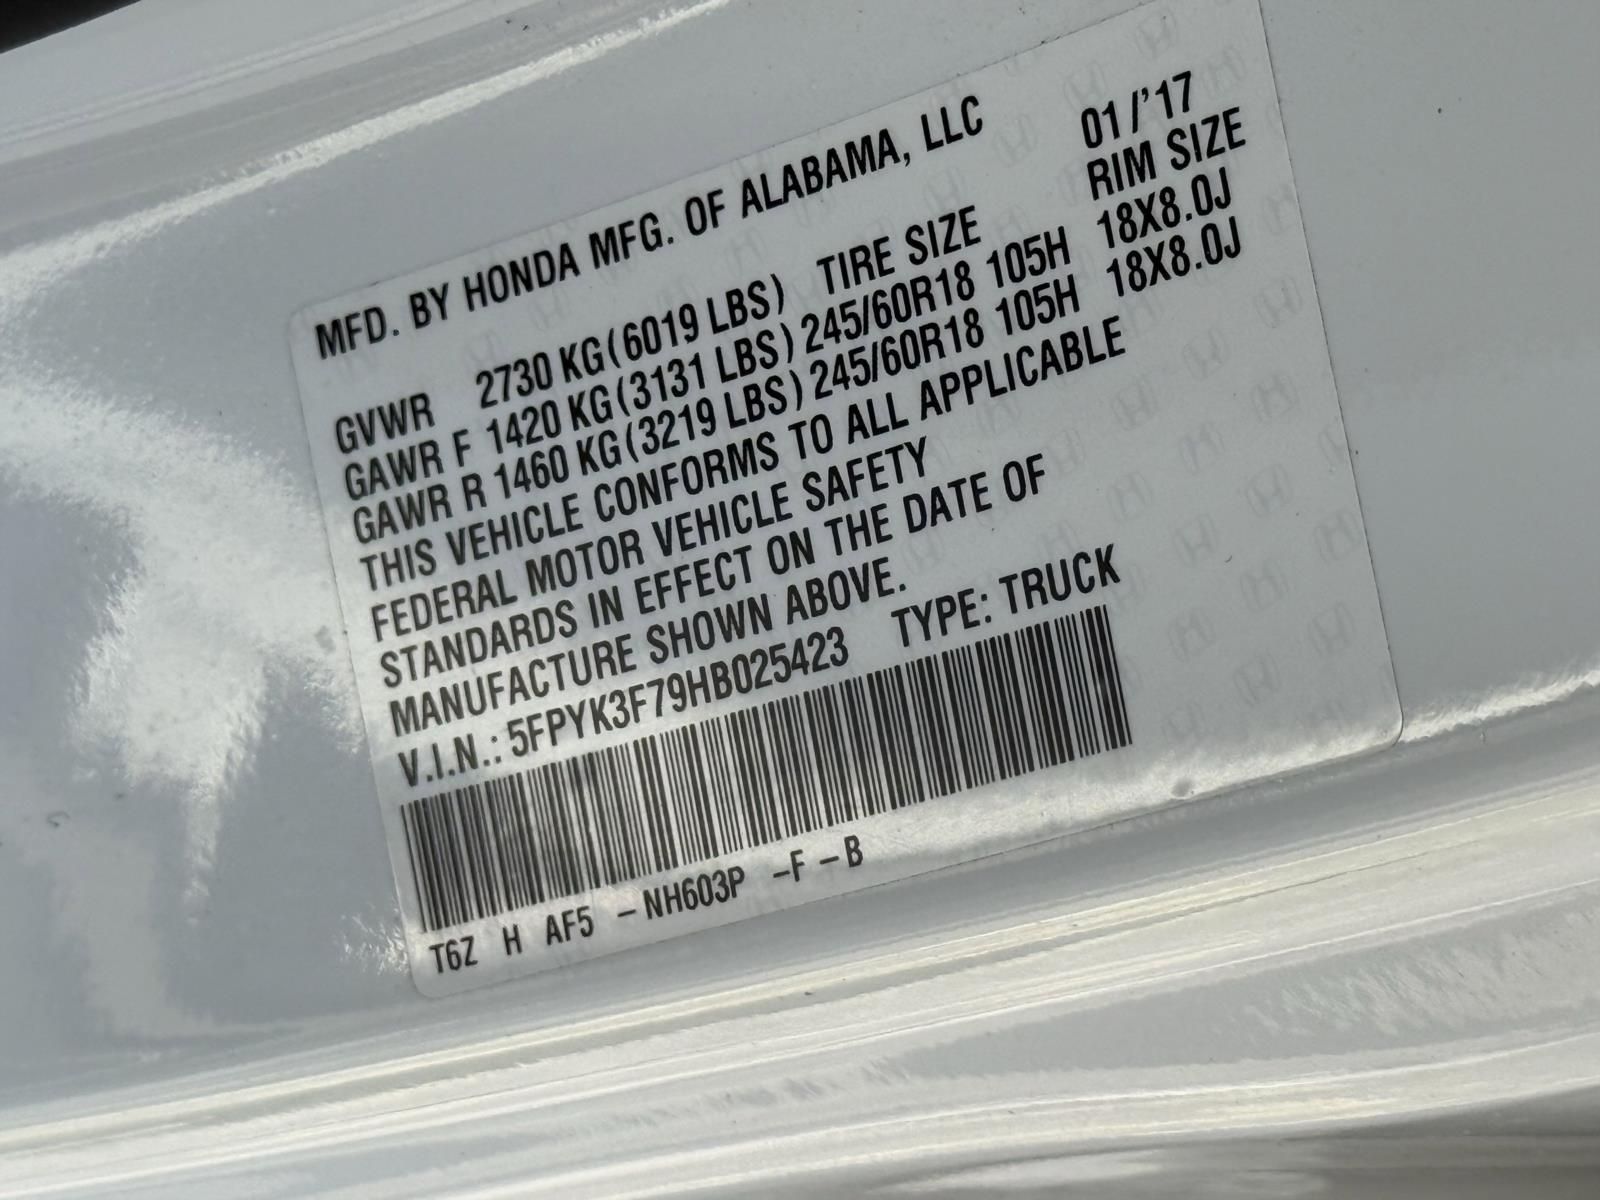 MFD. BY HONDA MFG. OF ALABAMA, LLC 01/'17
GVWR 2730 KG(6019 LBS) TIRE SIZE RIM SIZE
GAWR F 1420 KG(3131 LBS) 245/60R18 105H 18X8.0J
GAWR R 1460 KG(3219 LBS) 245/60R18 105H 18X8.0J
THIS VEHICLE CONFORMS TO ALL APPLICABLE
FEDERAL MOTOR VEHICLE SAFETY
STANDARDS IN EFFECT ON THE DATE OF
MANUFACTURE SHOWN ABOVE.
V.I.N.: 5FPYK3F79HB025423 TYPE: TRUCK
T6Z H AF5 -NH603P -F-B